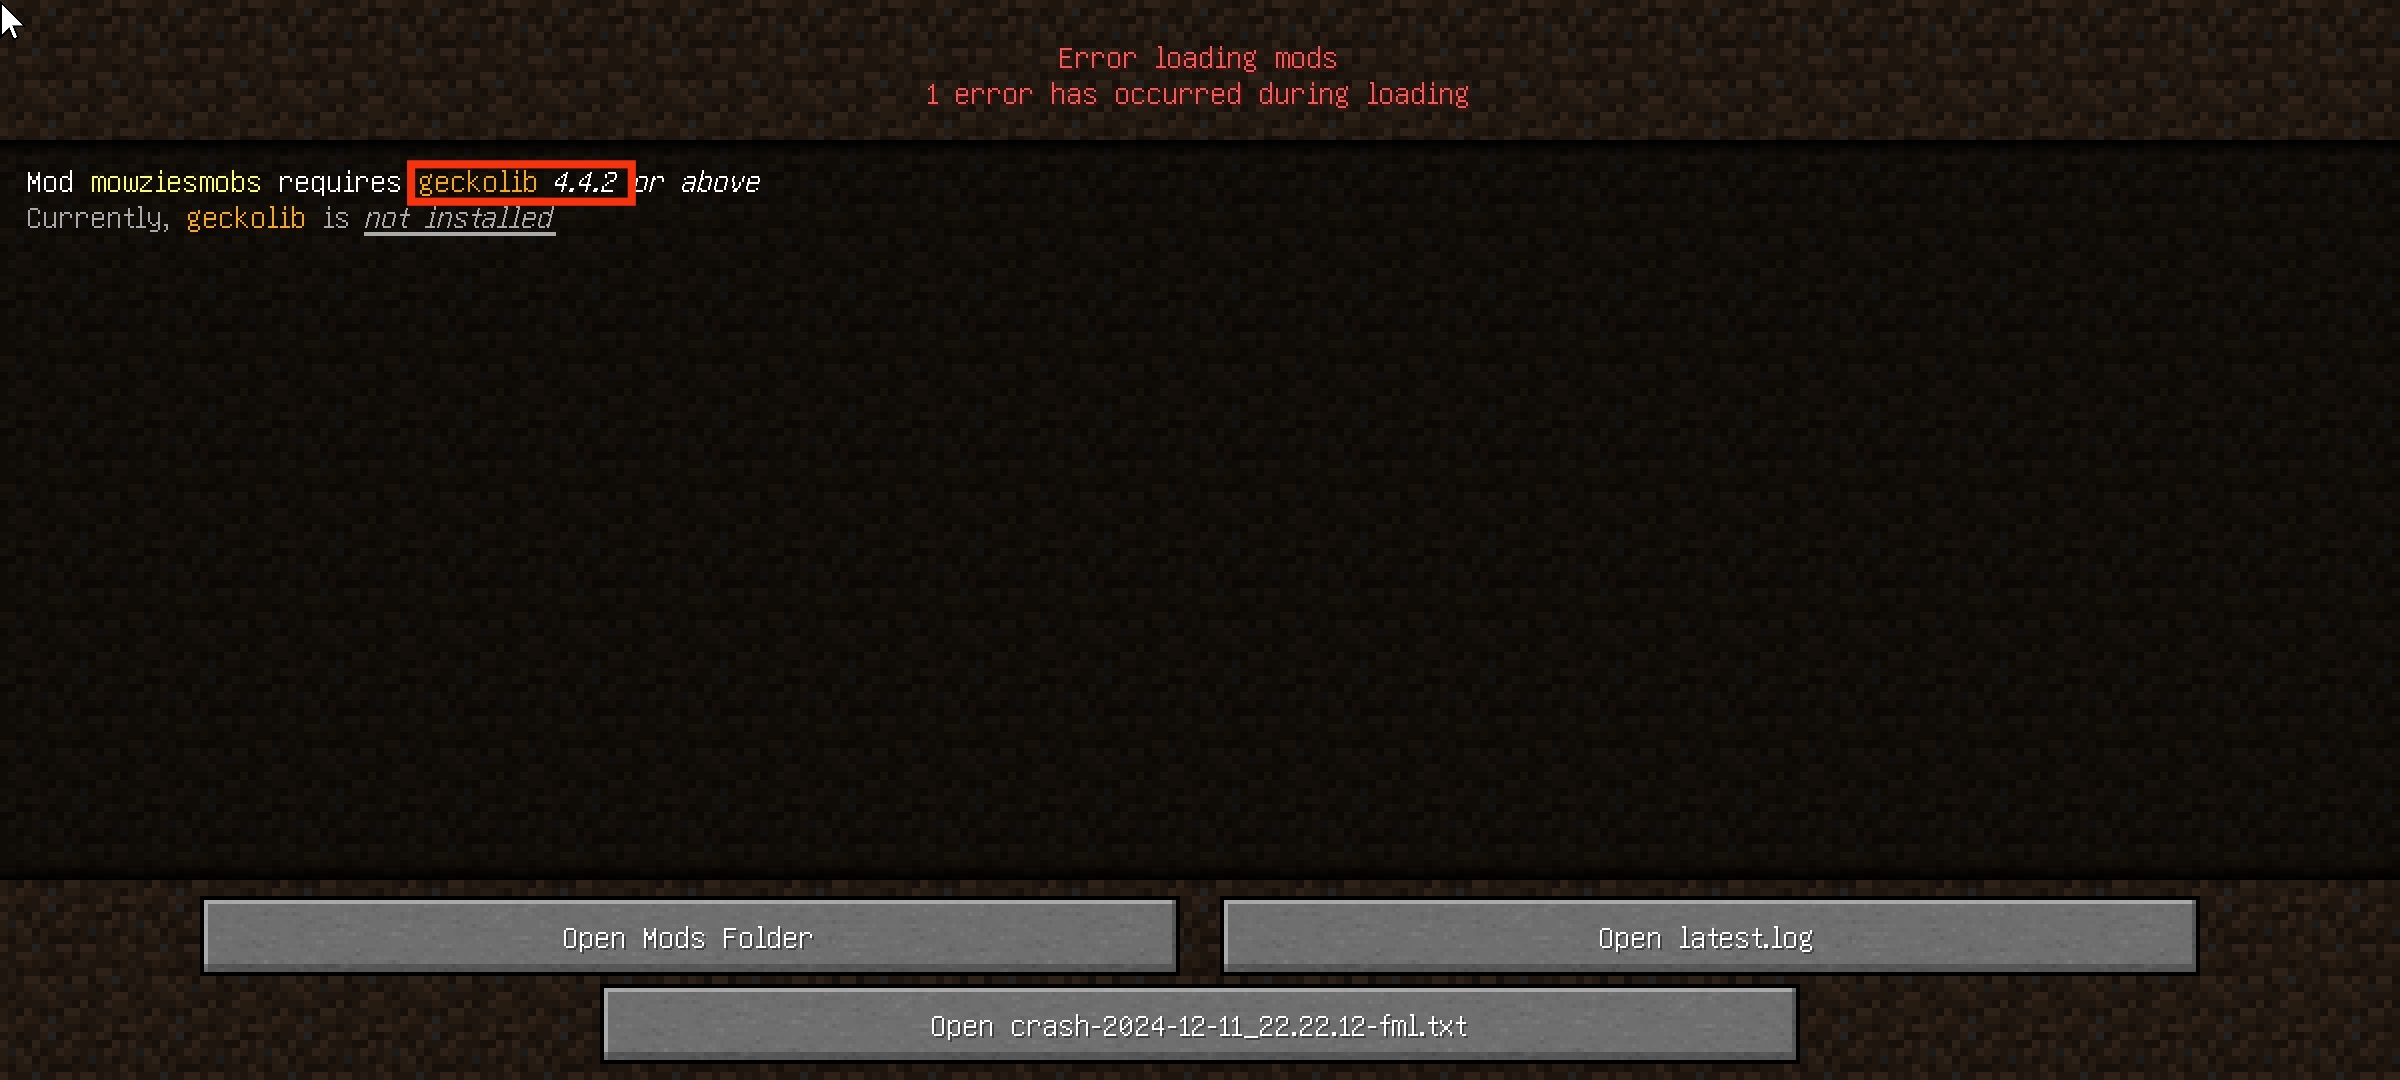 Error loading mods
1 error has occurred during loading
Mod mowziesmobs requires geckolib 4.4.2 or above
Currently, geckolib is not installed
Open Mods Folder
Open latest.log
Open crash-2024-12-11_22.22.12-fml.txt